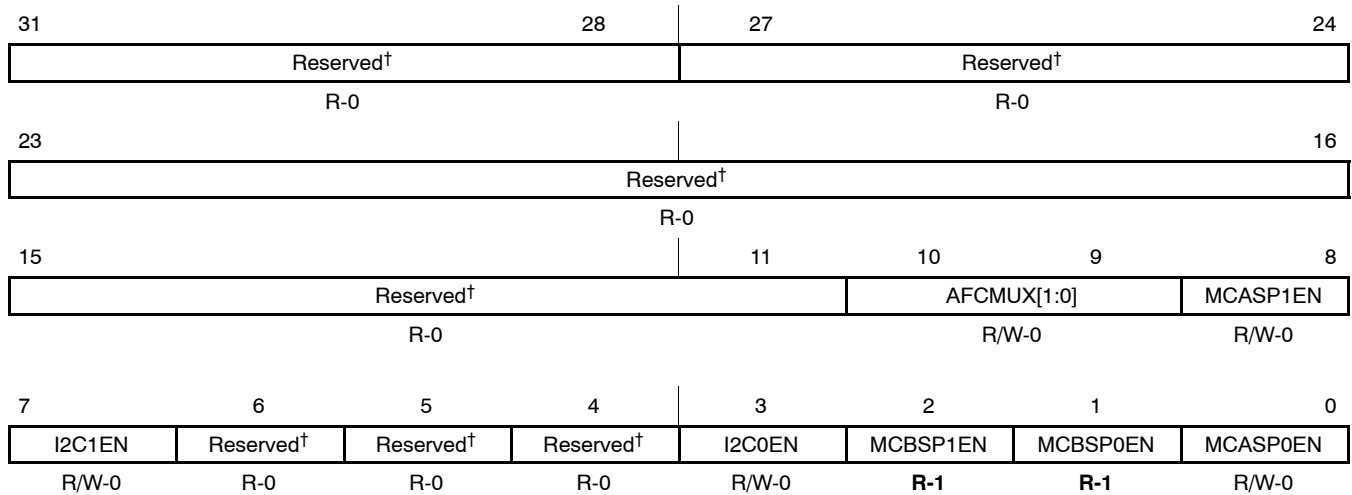 31 28 27 24
Reserved† Reserved†
R-0 R-0
23 16
Reserved†
R-0
15 11 10 9 8
Reserved† AFCMUX[1:0] MCASP1EN
R-0 R/W-0 R/W-0
7 6 5 4 3 2 1 0
I2C1EN Reserved† Reserved† Reserved† I2C0EN MCBSP1EN MCBSP0EN MCASP0EN
R/W-0 R-0 R-0 R-0 R/W-0 R-1 R-1 R/W-0